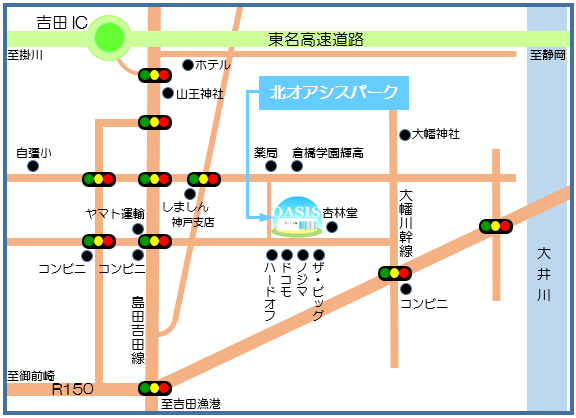 吉田IC
東名高速道路
至掛川
至静岡
ホテル
山王神社
北オアシスパーク
大幡神社
自彊小
薬局
倉橋学園輝高
しましん
神戸支店
ヤマト運輸
OASIS
杏林堂
大幡川幹線
コンビニ
コンビニ
ハードオフ
ドコモ
ノジマ
ザ・ビッグ
大井川
コンビニ
島田吉田線
至御前崎
R150
至吉田漁港